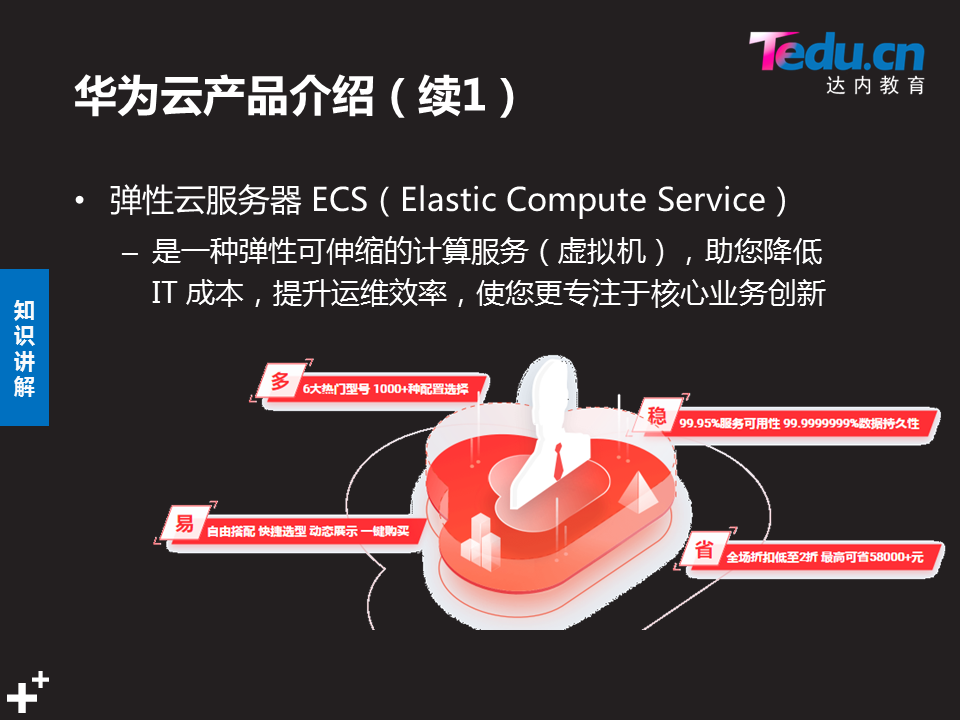 Tedu.cn
达内教育
华为云产品介绍（续1）
• 弹性云服务器 ECS（Elastic Compute Service）
– 是一种弹性可伸缩的计算服务（虚拟机），助您降低
IT 成本，提升运维效率，使您更专注于核心业务创新
知识讲解
多 6大热门型号 1000+种配置选择
稳 99.95%服务可用性 99.9999999%数据持久性
易 自由搭配 快捷选型 动态展示 一键购买
省 全场折扣低至2折 最高可省58000+元